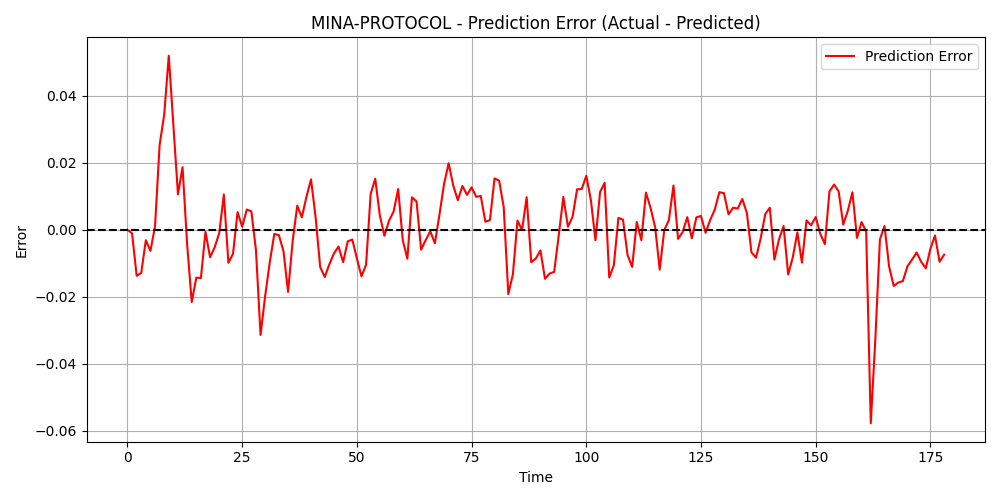 MINA-PROTOCOL - Prediction Error (Actual - Predicted)
Prediction Error
0.04
0.02
0.00
−0.02
−0.04
−0.06
Error
0 25 50 75 100 125 150 175
Time